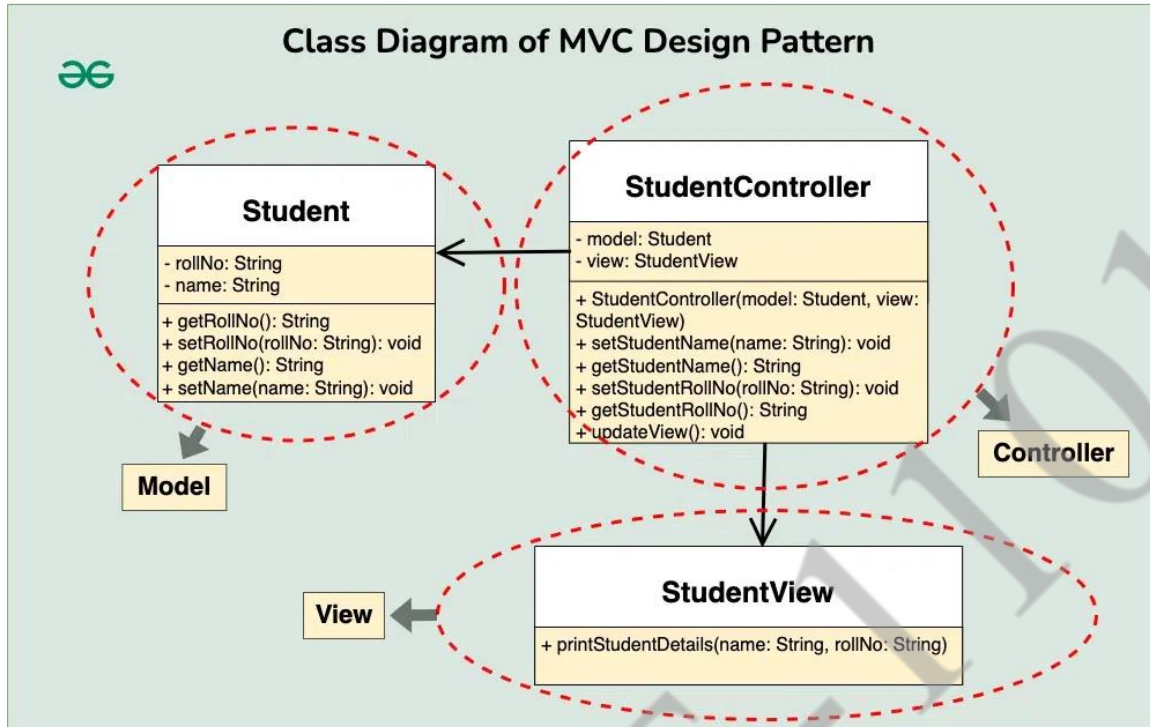 Class Diagram of MVC Design Pattern
Student
- rollNo: String
- name: String
+ getRollNo(): String
+ setRollNo(rollNo: String): void
+ getName(): String
+ setName(name: String): void
Model
StudentController
- model: Student
- view: StudentView
+ StudentController(model: Student, view:
StudentView)
+ setStudentName(name: String): void
+ getStudentName(): String
+ setStudentRollNo(rollNo: String): void
+ getStudentRollNo(): String
+ updateView(): void
Controller
StudentView
+ printStudentDetails(name: String, rollNo: String)
View